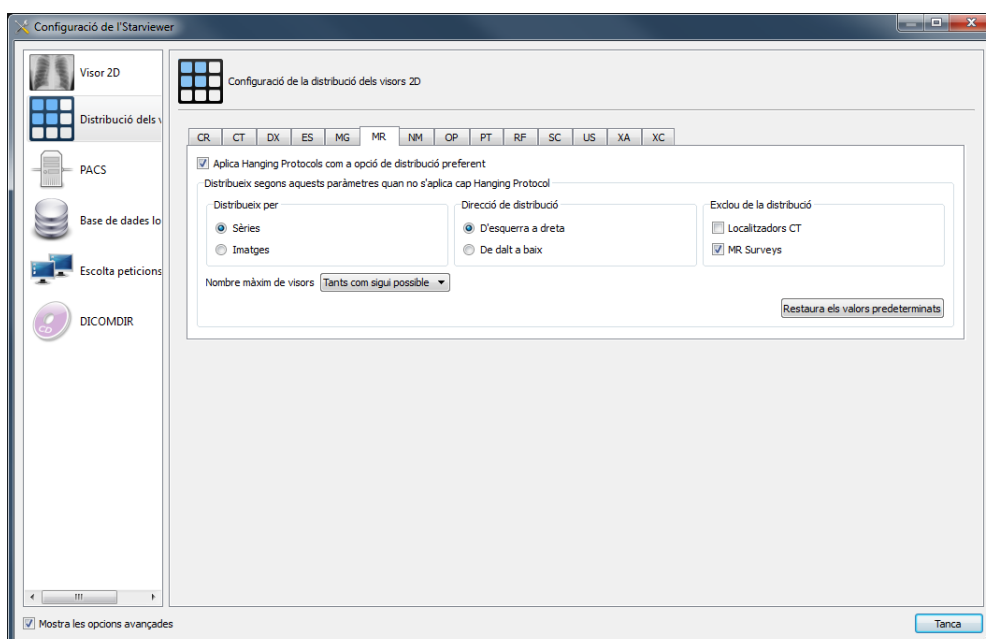 Configuració de l'Starviewer
Visor 2D
Distribució dels v
PACS
Base de dades lo
Escolta peticions
CD
DICOMDIR
Configuració de la distribució dels visors 2D
CR CT DX ES MG MR NM OP PT RF SC US XA XC
Aplica Hanging Protocols com a opció de distribució preferent
Distribueix segons aquests paràmetres quan no s'aplica cap Hanging Protocol
Distribueix per
Sèries
Imatges
Direcció de distribució
D'esquerra a dreta
De dalt a baix
Exclou de la distribució
Localitzadors CT
MR Surveys
Nombre màxim de visors Tants com sigui possible
Restaura els valors predeterminats
Mostra les opcions avançades
Tanca